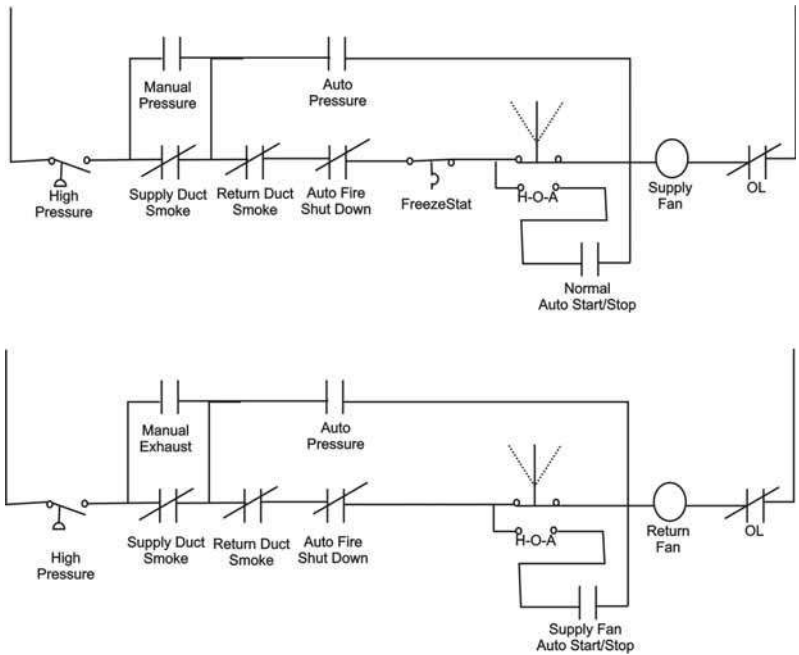 Manual
Pressure
Auto
Pressure
High
Pressure
Supply Duct
Smoke
Return Duct
Smoke
Auto Fire
Shut Down
FreezeStat
H-O-A
Supply
Fan
OL
Normal
Auto Start/Stop
Manual
Exhaust
Auto
Pressure
High
Pressure
Supply Duct
Smoke
Return Duct
Smoke
Auto Fire
Shut Down
H-O-A
Return
Fan
OL
Supply Fan
Auto Start/Stop